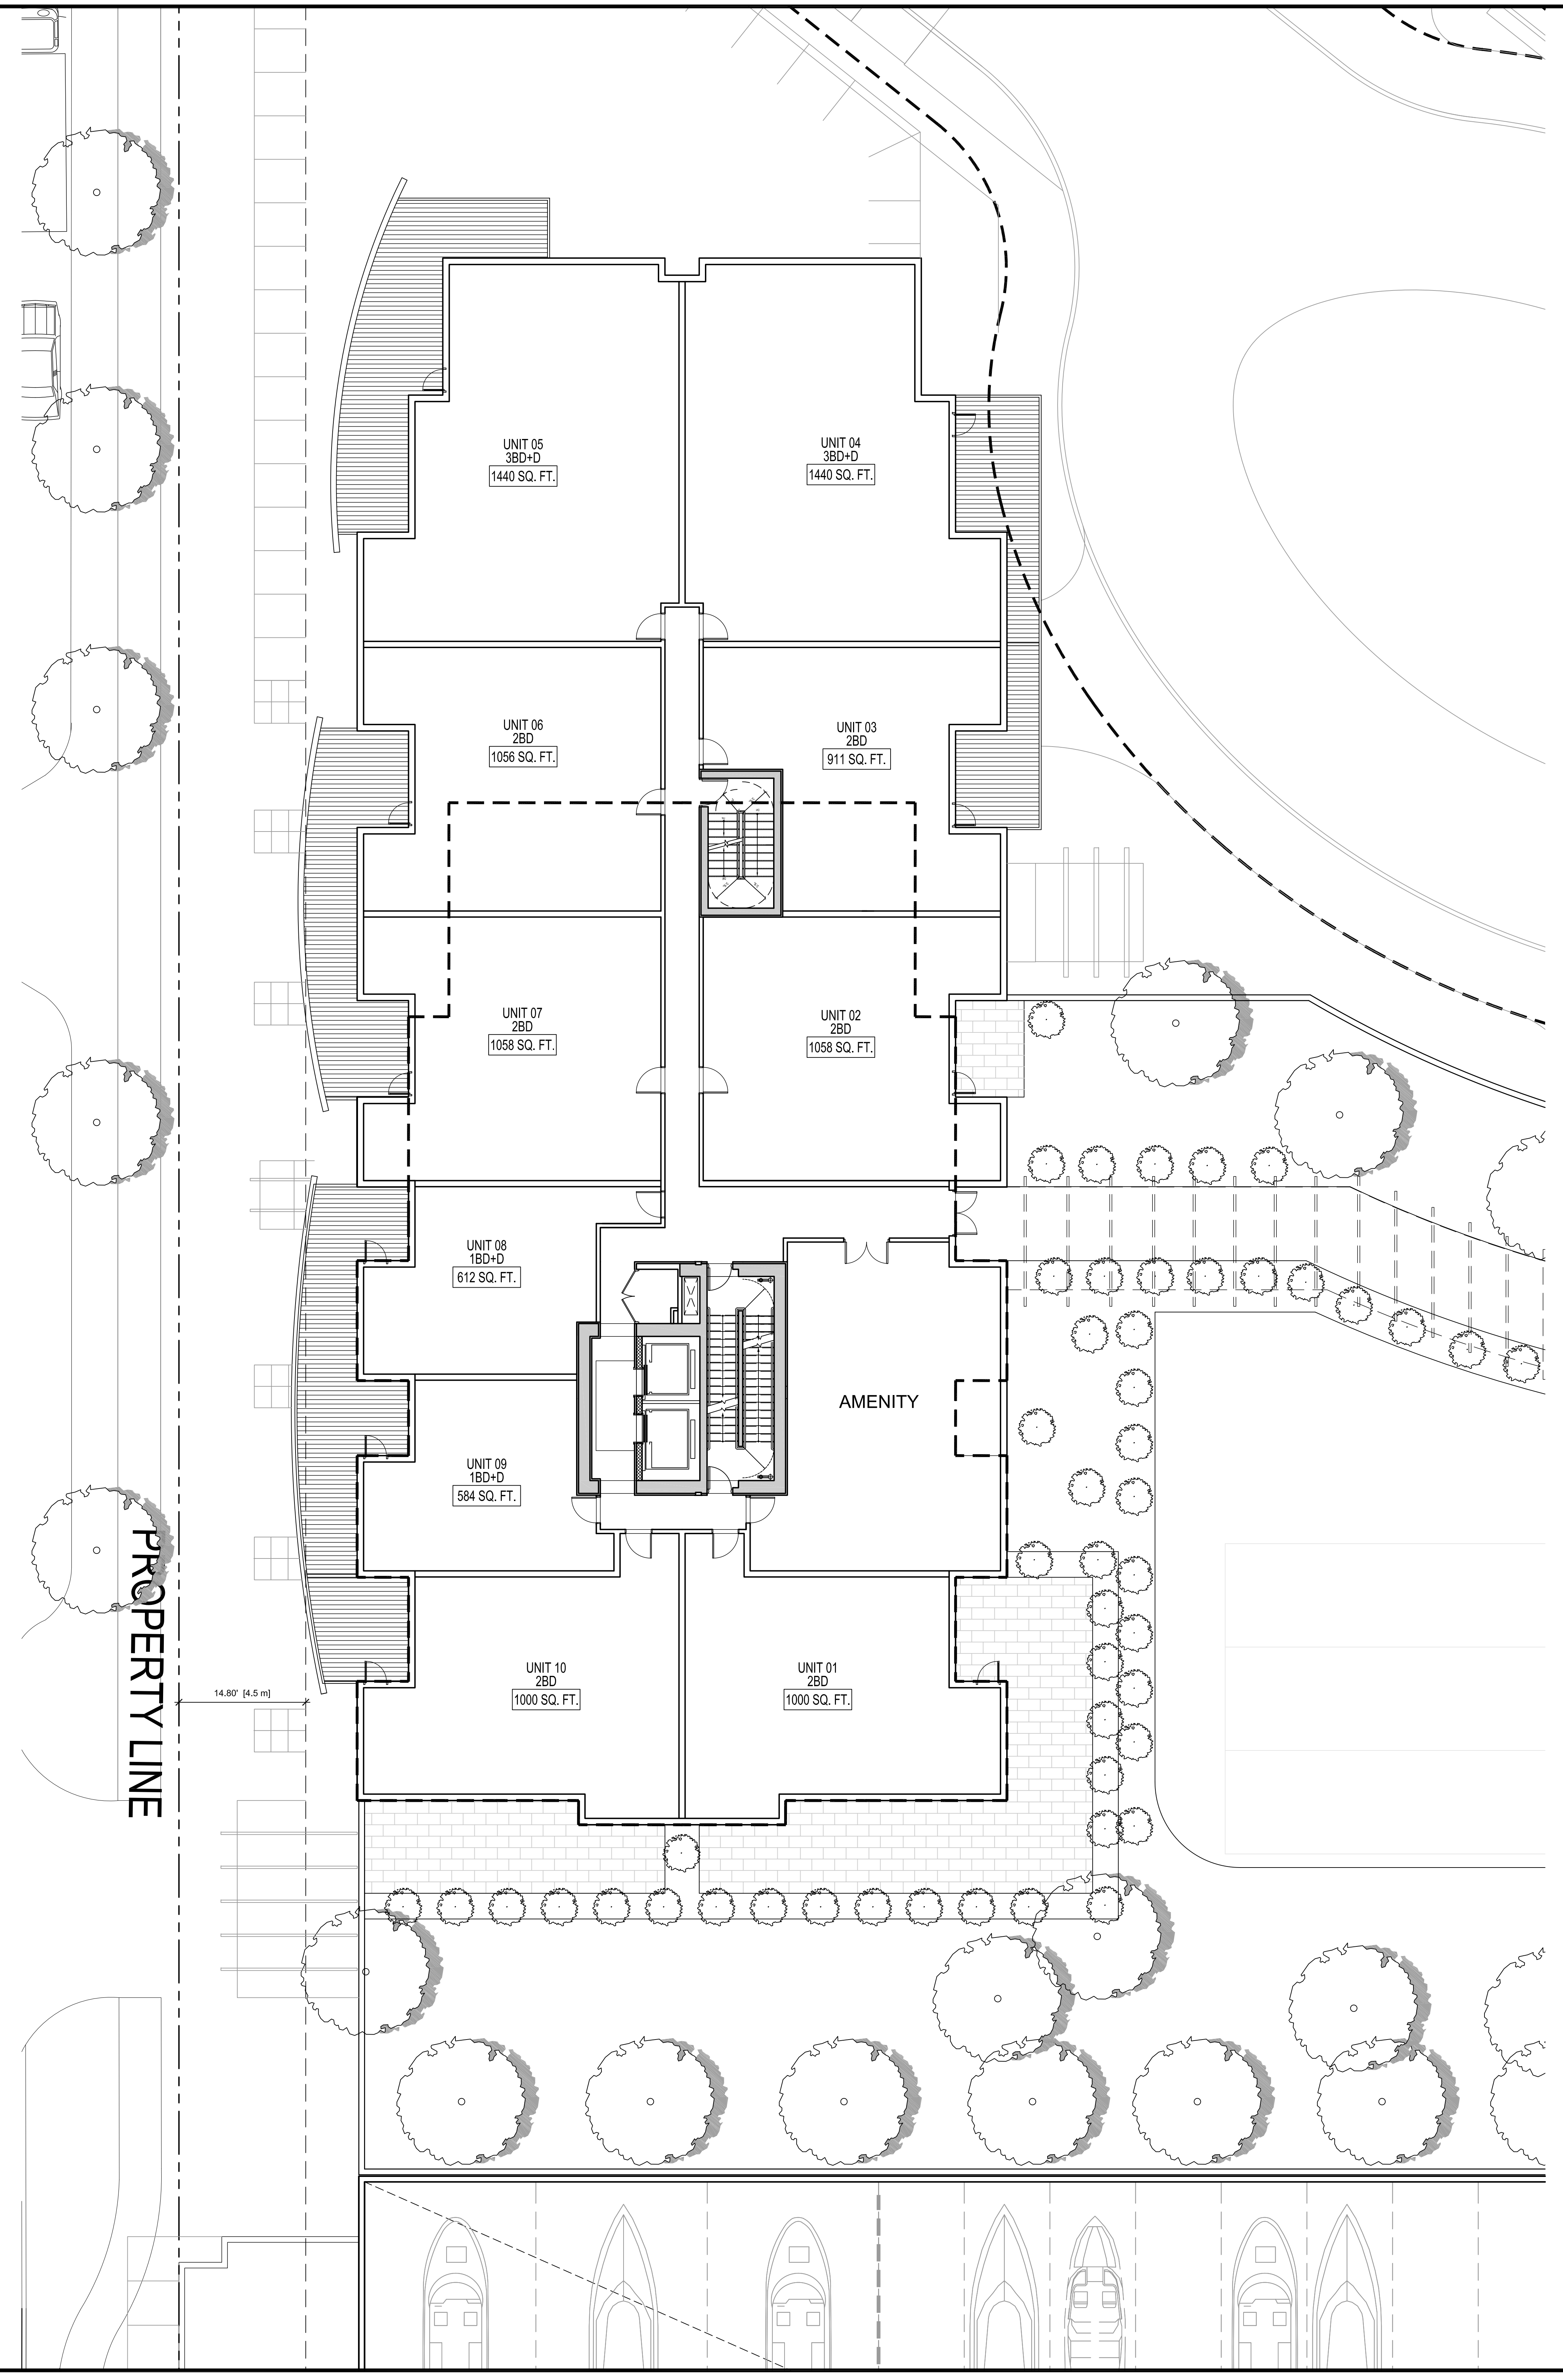 UNIT 05
3BD+D
1440 SQ. FT.
UNIT 04
3BD+D
1440 SQ. FT.
UNIT 06
2BD
1056 SQ. FT.
UNIT 03
2BD
911 SQ. FT.
UNIT 07
2BD
1058 SQ. FT.
UNIT 02
2BD
1058 SQ. FT.
UNIT 08
1BD+D
612 SQ. FT.
AMENITY
UNIT 09
1BD+D
584 SQ. FT.
PROPERTY LINE
14.80' [4.5 m]
UNIT 10
2BD
1000 SQ. FT.
UNIT 01
2BD
1000 SQ. FT.